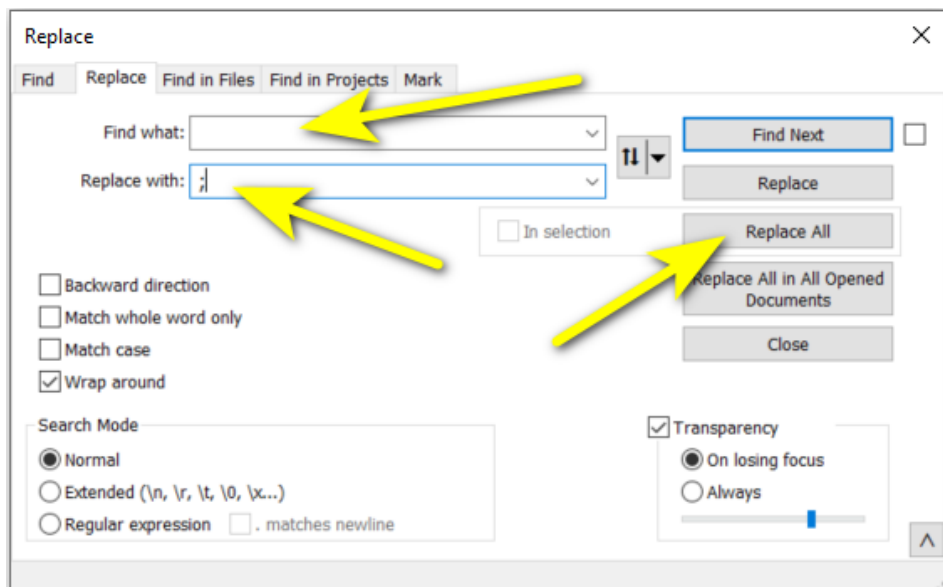 Replace
Find Replace Find in Files Find in Projects Mark
Find what: Find Next
Replace with: ; Replace
In selection Replace All
Backward direction Replace All in All Opened
Documents
Match whole word only
Match case Close
Wrap around
Search Mode Transparency
Normal On losing focus
Extended (\n, \r, \t, \0, \x...) Always
Regular expression . matches newline